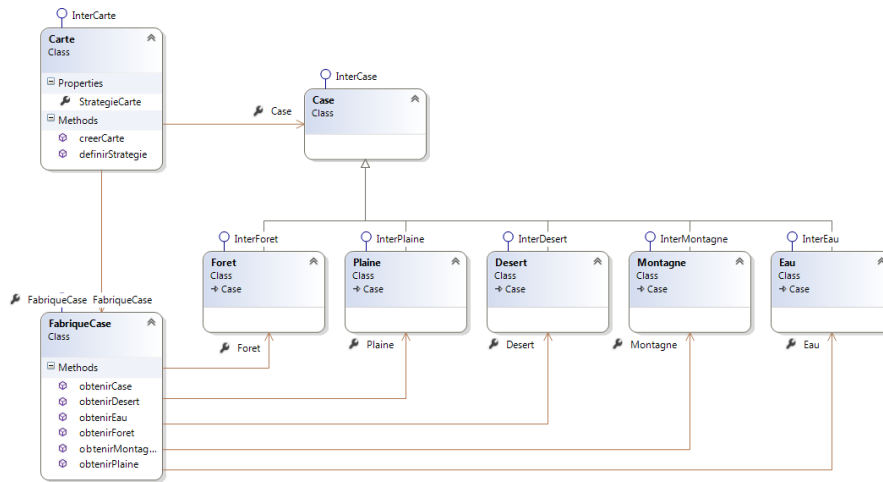 InterCarte
Carte
Class
Properties
StrategieCarte
Methods
creerCarte
definirStrategie
InterCase
Case
Case
Class
InterForet
InterPlaine
InterDesert
InterMontagne
InterEau
Foret
Class
Case
Plaine
Class
Case
Desert
Class
Case
Montagne
Class
Case
Eau
Class
Case
FabriqueCase FabriqueCase
FabriqueCase
Class
Foret
Plaine
Desert
Montagne
Eau
Methods
obtenirCase
obtenirDesert
obtenirEau
obtenirForet
obtenirMontag...
obtenirPlaine